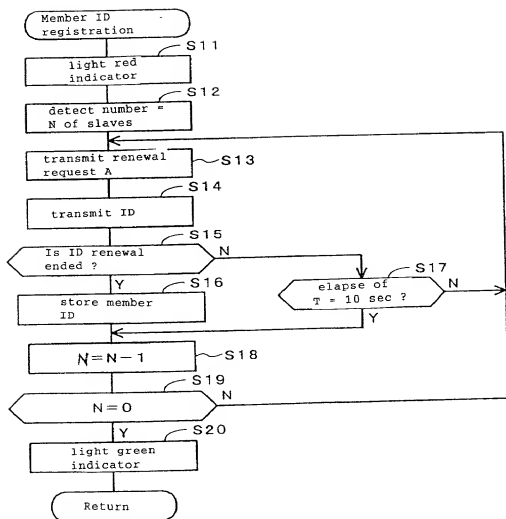 Member ID
registration
S11
light red
indicator
S12
detect number =
N of slaves
transmit renewal
request A
S13
S14
transmit ID
S15
Is ID renewal
ended ?
N
Y
S16
S17
elapse of
T = 10 sec ?
N
Y
store member
ID
N=N-1
S18
S19
N=0
N
Y
S20
light green
indicator
Return